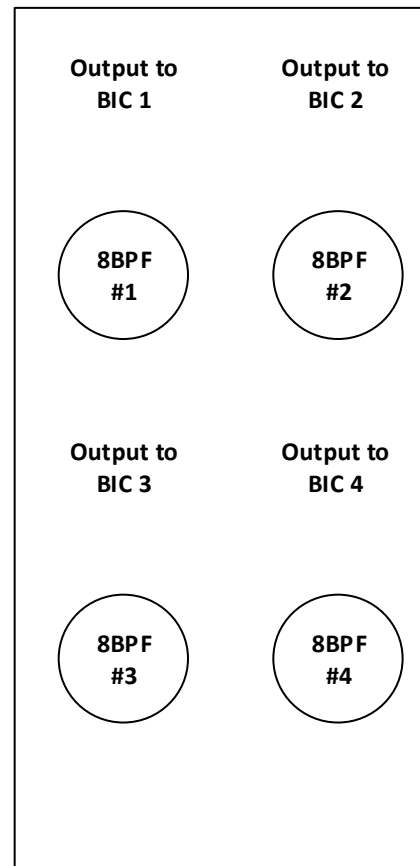 Output to
BIC 1
Output to
BIC 2
8BPF
#1
8BPF
#2
Output to
BIC 3
Output to
BIC 4
8BPF
#3
8BPF
#4